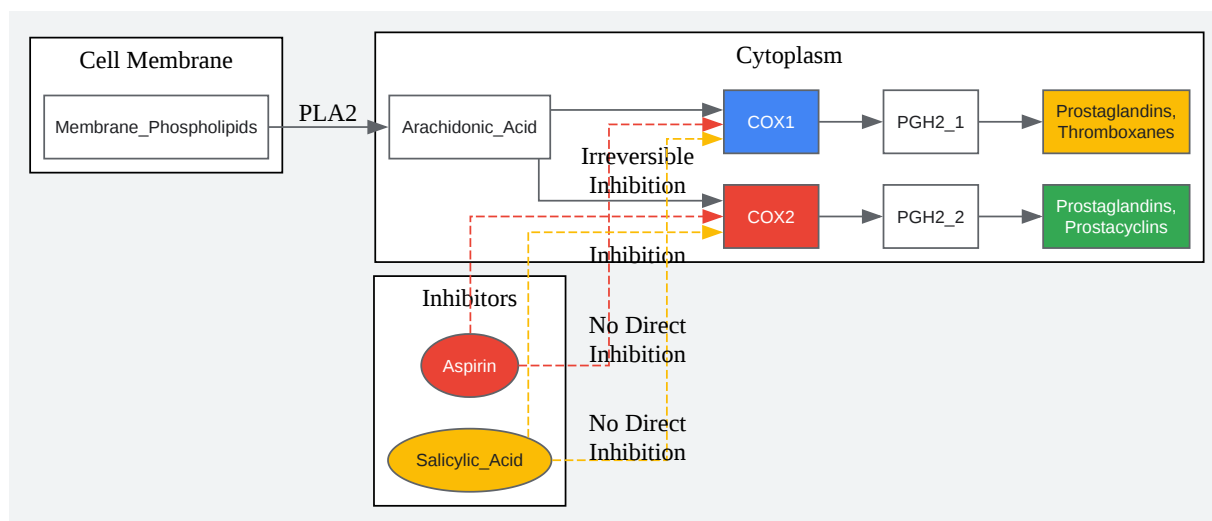 Cell Membrane
Membrane_Phospholipids
PLA2
Cytoplasm
Arachidonic_Acid
COX1
PGH2_1
Prostaglandins,
Thromboxanes
Irreversible
Inhibition
COX2
PGH2_2
Prostaglandins,
Prostacyclins
Inhibition
Inhibitors
No Direct
Inhibition
Aspirin
No Direct
Inhibition
Salicylic_Acid